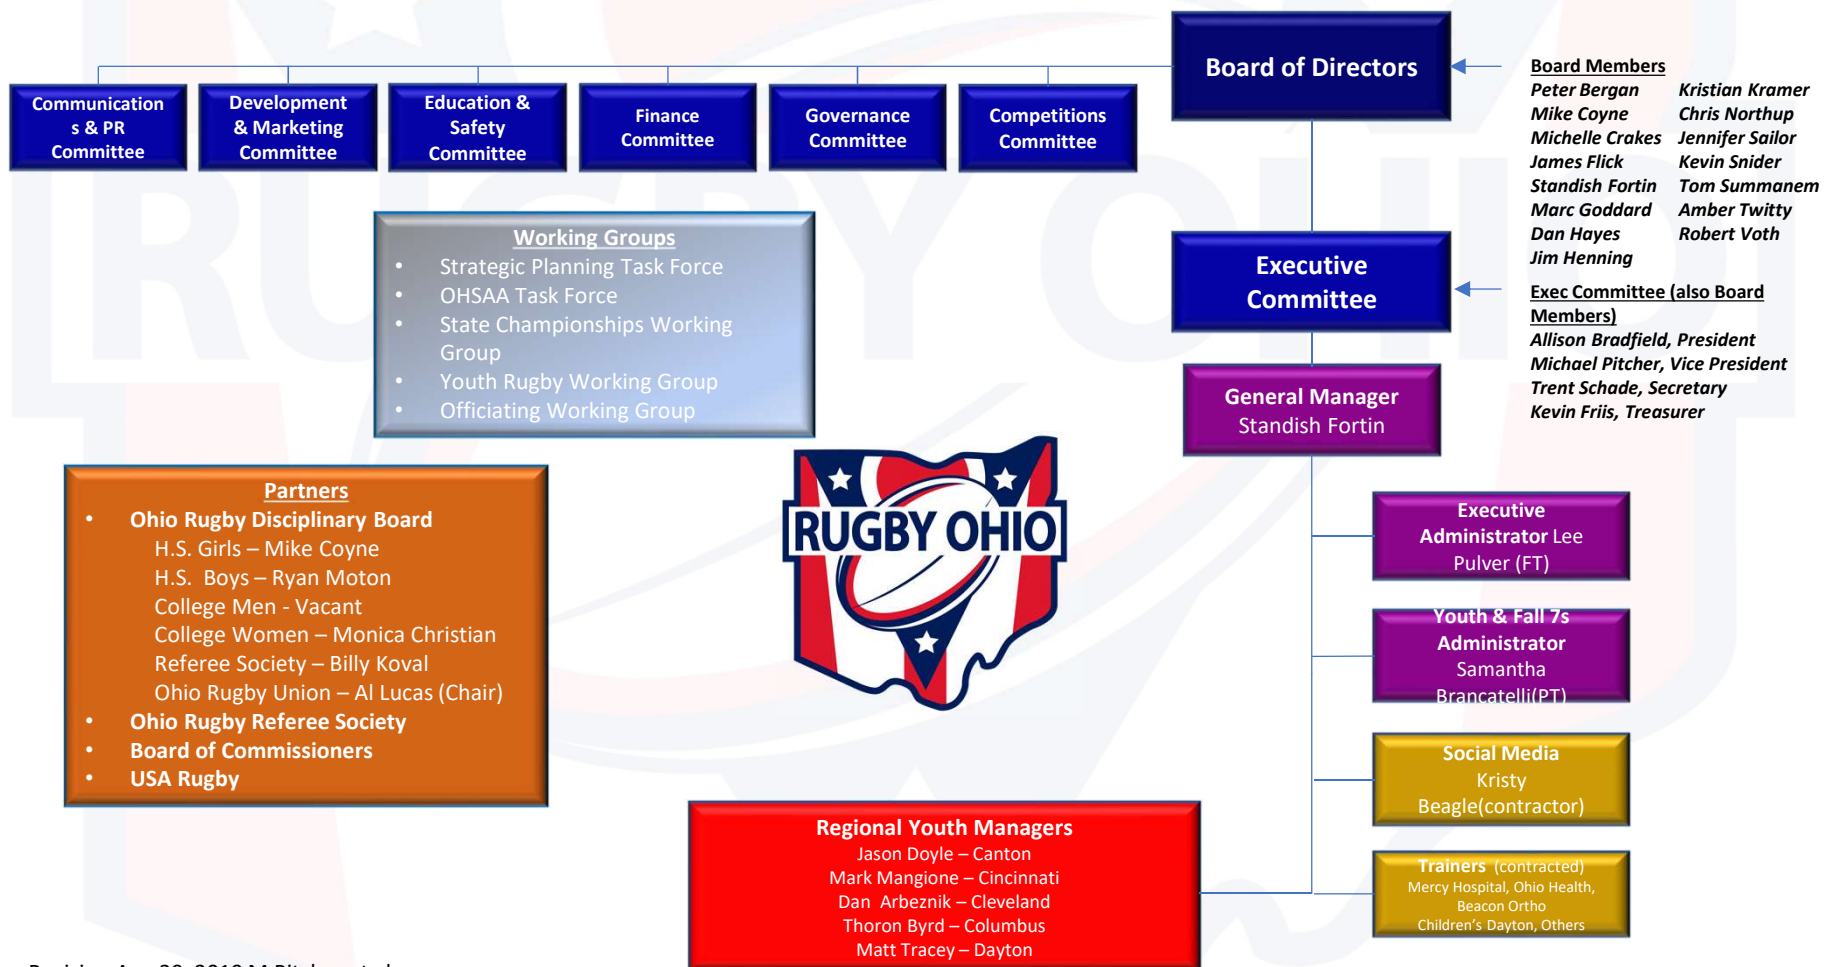 Board of Directors
Communication
s & PR
Committee
Development
& Marketing
Committee
Education &
Safety
Committee
Finance
Committee
Governance
Committee
Competitions
Committee
Board Members
Peter Bergan Kristian Kramer
Mike Coyne Chris Northup
Michelle Crakes Jennifer Sailor
James Flick Kevin Snider
Standish Fortin Tom Summanem
Marc Goddard Amber Twitty
Dan Hayes Robert Voth
Jim Henning
Executive
Committee
Exec Committee (also Board
Members)
Allison Bradfield, President
Michael Pitcher, Vice President
Trent Schade, Secretary
Kevin Friis, Treasurer
Working Groups
• Strategic Planning Task Force
• OHSAA Task Force
• State Championships Working
Group
• Youth Rugby Working Group
• Officiating Working Group
General Manager
Standish Fortin
Partners
• Ohio Rugby Disciplinary Board
H.S. Girls – Mike Coyne
H.S. Boys – Ryan Moton
College Men - Vacant
College Women – Monica Christian
Referee Society – Billy Koval
Ohio Rugby Union – Al Lucas (Chair)
• Ohio Rugby Referee Society
• Board of Commissioners
• USA Rugby
RUGBY OHIO
Executive
Administrator Lee
Pulver (FT)
Youth & Fall 7s
Administrator
Samantha
Brancatelli(PT)
Social Media
Kristy
Beagle(contractor)
Trainers (contracted)
Mercy Hospital, Ohio Health,
Beacon Ortho
Children's Dayton, Others
Regional Youth Managers
Jason Doyle – Canton
Mark Mangione – Cincinnati
Dan Arbeznik – Cleveland
Thoron Byrd – Columbus
Matt Tracey – Dayton
RUGBY OHIO